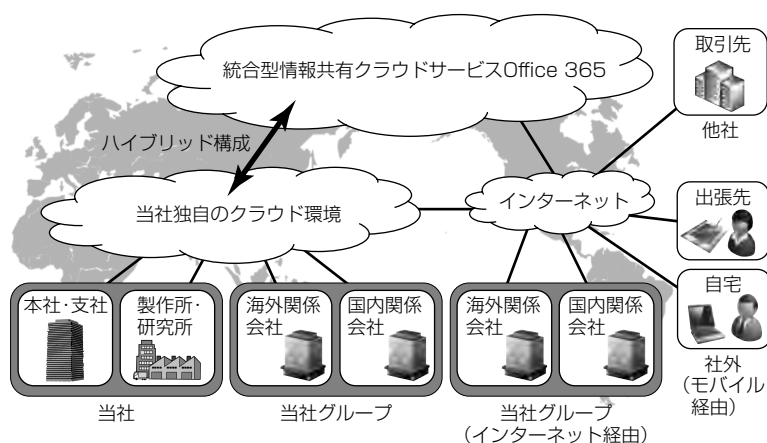 統合型情報共有クラウドサービスOffice 365
取引先
他社
ハイブリッド構成
当社独自のクラウド環境
インターネット
出張先
自宅
社外
(モバイル
経由)
本社・支社
製作所・
研究所
当社
海外関係
会社
国内関係
会社
当社グループ
海外関係
会社
国内関係
会社
当社グループ
(インターネット経由)